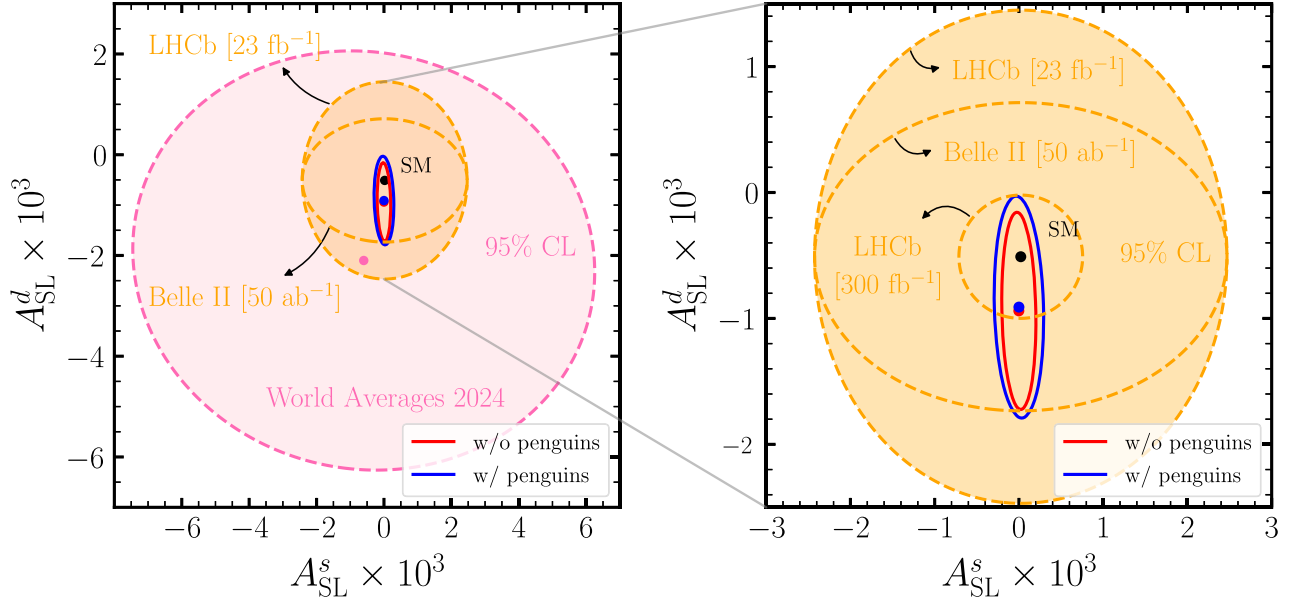 LHCb [23 fb⁻¹]
SM
95% CL
Belle II [50 ab⁻¹]
World Averages 2024
w/o penguins
w/ penguins
2
0
−2
−4
−6
−6
−4
−2
0
2
4
6
A^d_SL × 10³
A^s_SL × 10³
LHCb [23 fb⁻¹]
Belle II [50 ab⁻¹]
SM
LHCb
[300 fb⁻¹]
95% CL
w/o penguins
w/ penguins
1
0
−1
−2
−3
−2
−1
0
1
2
3
A^d_SL × 10³
A^s_SL × 10³